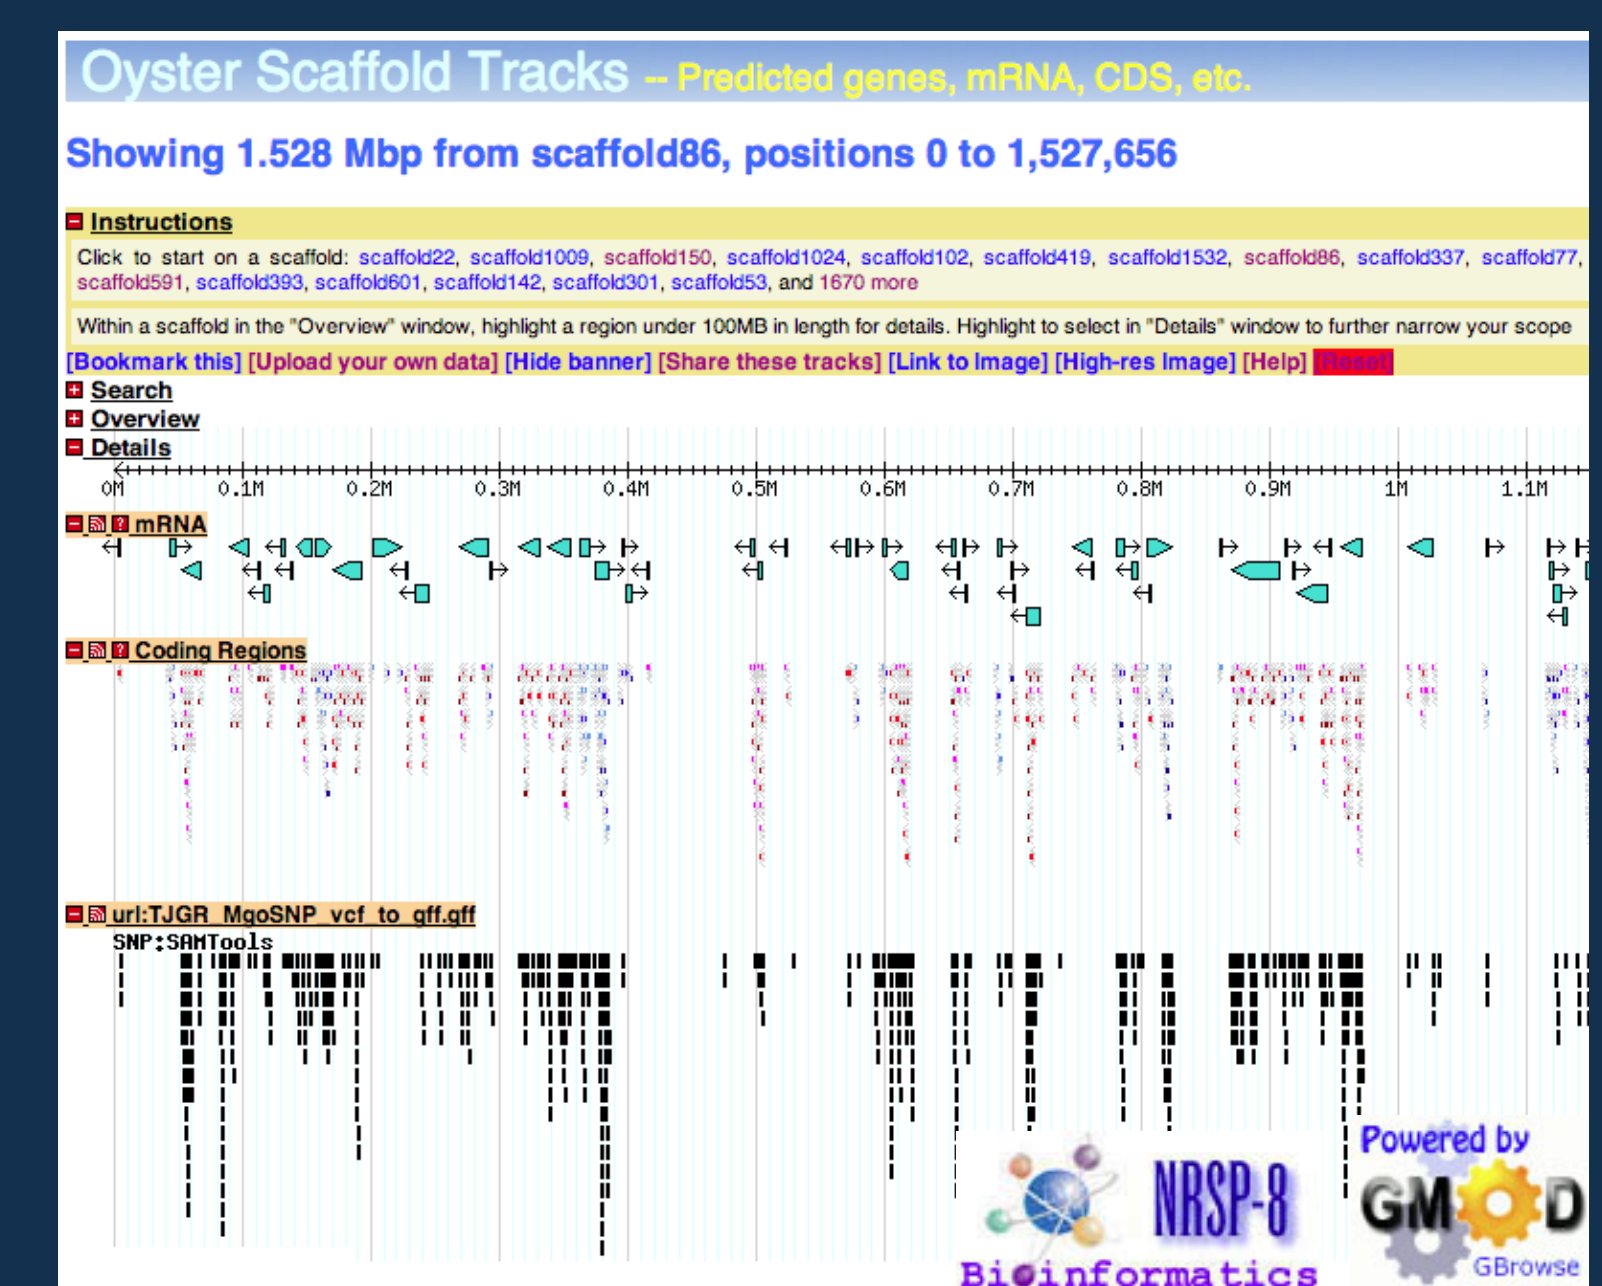 Oyster Scaffold Tracks -- Predicted genes, mRNA, CDS, etc.
Showing 1.528 Mbp from scaffold86, positions 0 to 1,527,656
Instructions
Click to start on a scaffold: scaffold22, scaffold1009, scaffold150, scaffold1024, scaffold102, scaffold419, scaffold1532, scaffold86, scaffold337, scaffold77,
scaffold591, scaffold393, scaffold601, scaffold142, scaffold301, scaffold53, and 1670 more
Within a scaffold in the "Overview" window, highlight a region under 100MB in length for details. Highlight to select in "Details" window to further narrow your scope
[Bookmark this] [Upload your own data] [Hide banner] [Share these tracks] [Link to Image] [High-res Image] [Help] [Reset]
Search
Overview
Details
0M 0.1M 0.2M 0.3M 0.4M 0.5M 0.6M 0.7M 0.8M 0.9M 1M 1.1M
? mRNA
? Coding Regions
url:TJGR_MgoSNP_vcf_to_gff.gff
SNP:SAMTools
NRSP-8
Bioinformatics
Powered by
GMOD
GBrowse